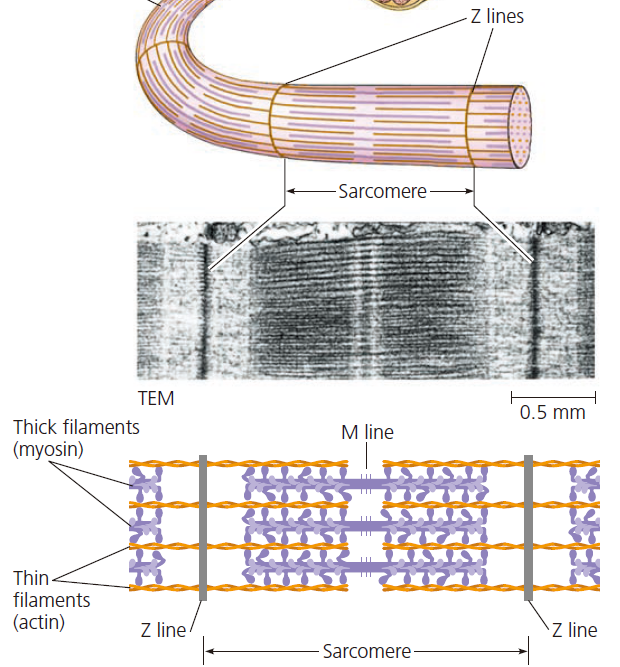 Z lines
Sarcomere
TEM
0.5 mm
Thick filaments
(myosin)
M line
Thin
filaments
(actin)
Z line
Z line
Sarcomere